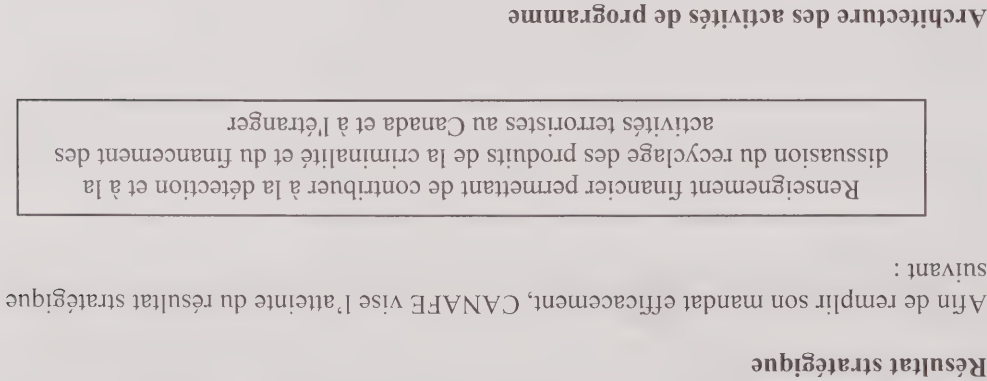 Résultat stratégique
Afin de remplir son mandat efficacement, CANAFE vise l'atteinte du résultat stratégique
suivant :
Renseignement financier permettant de contribuer à la détection et à la
dissuasion du recyclage des produits de la criminalité et du financement des
activités terroristes au Canada et à l'étranger
Architecture des activités de programme